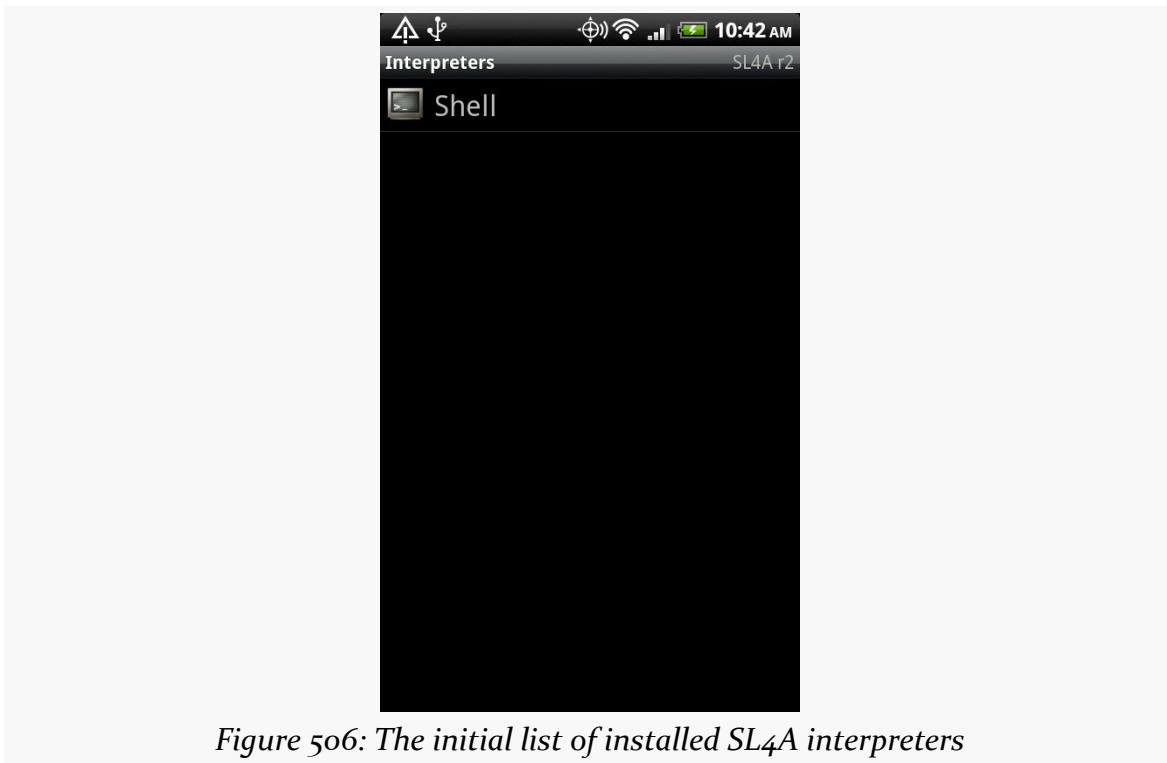 10:42 AM
Interpreters SL4A r2
Shell
Figure 506: The initial list of installed SL4A interpreters